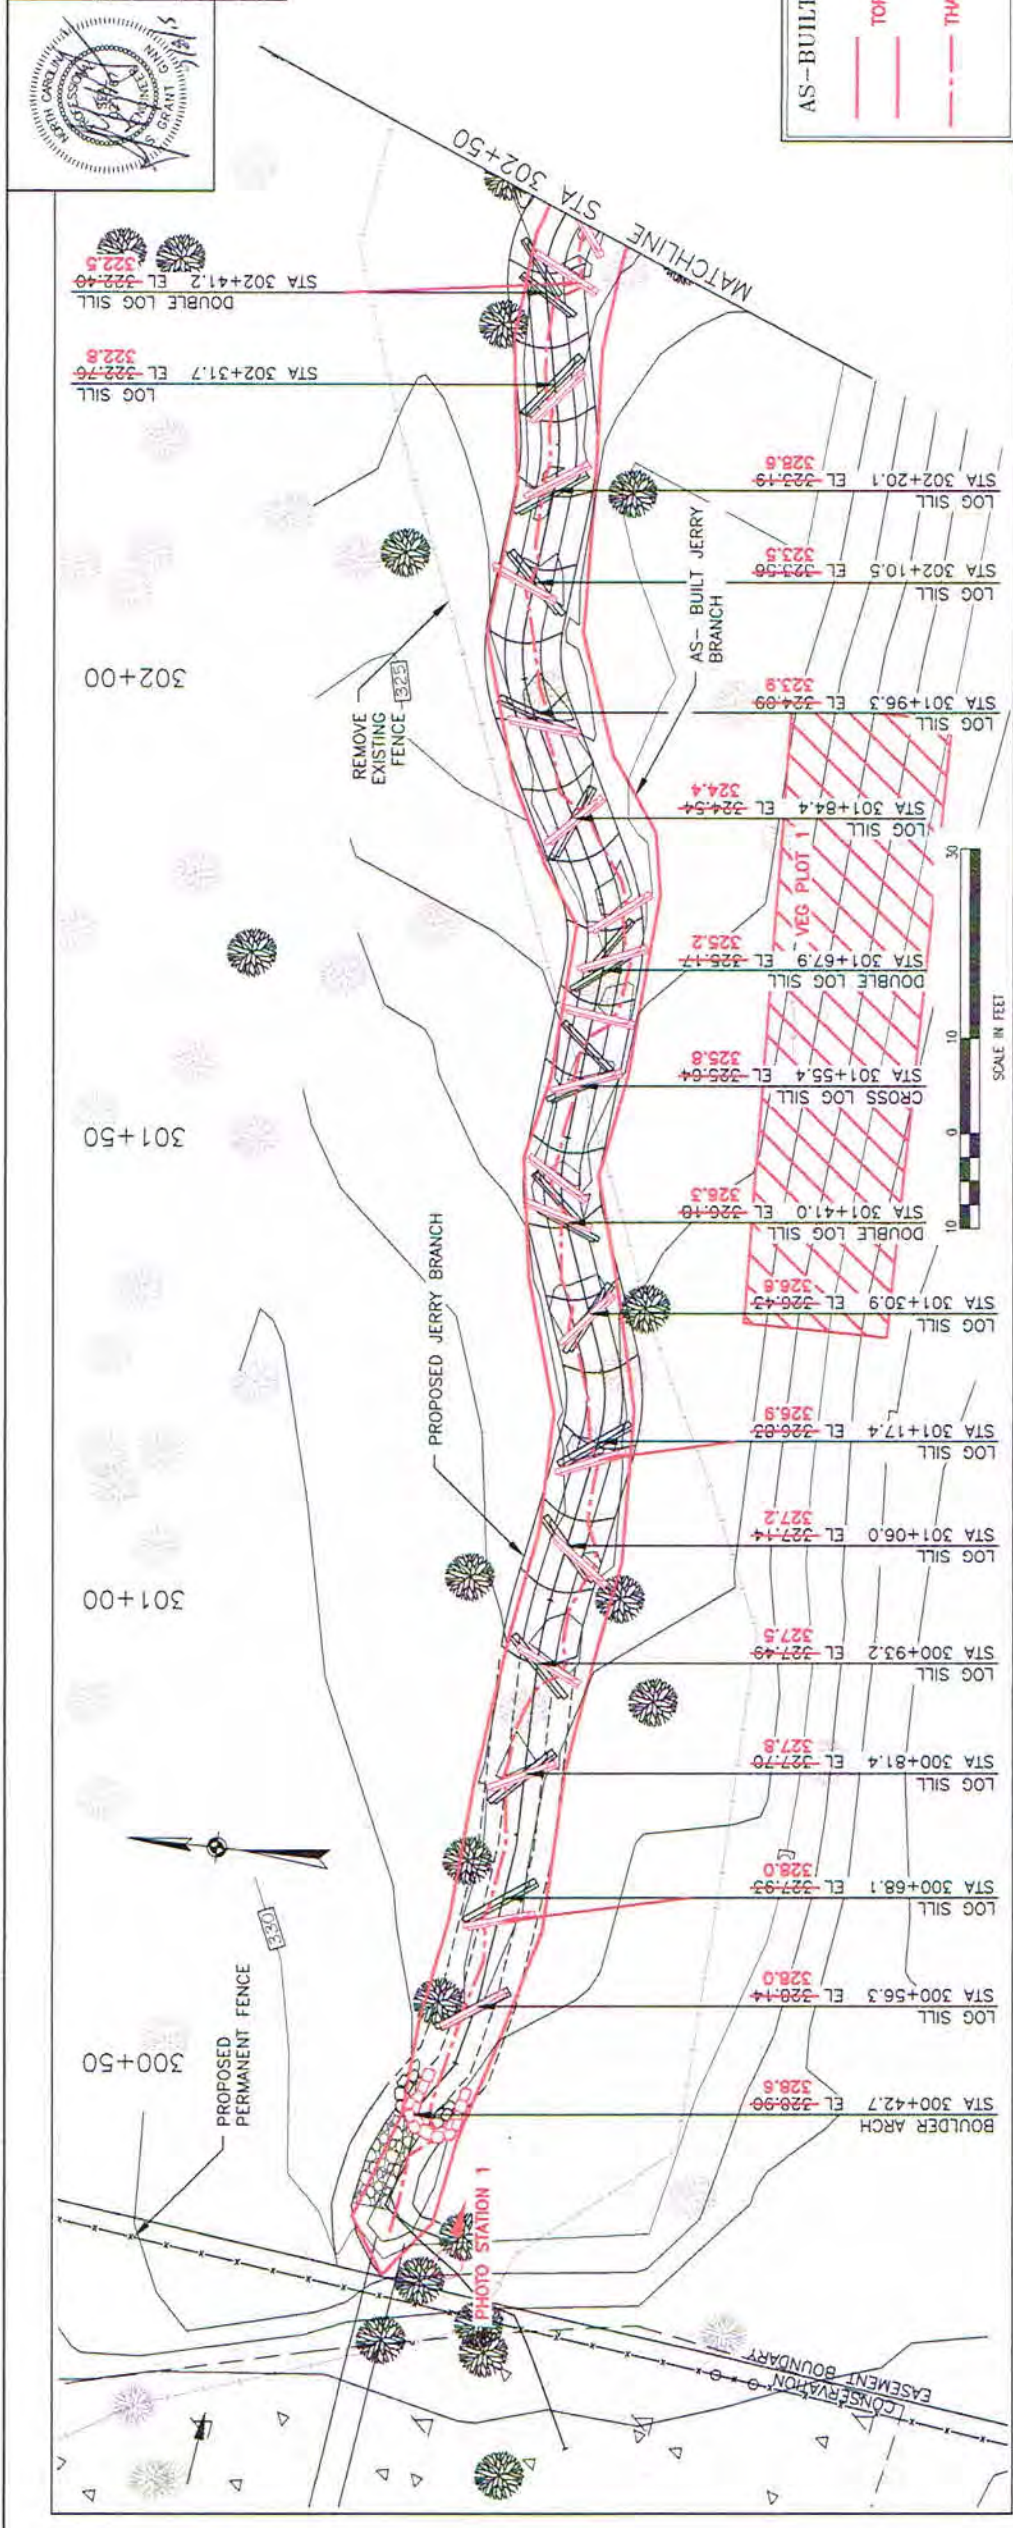 NORTH CAROLINA
PROFESSIONAL
SEAL
ENGINEER
S. GRANT GINN
AS-BUILT
TOP
THA
MATCHLINE STA 302+50
DOUBLE LOG SILL
STA 302+41.2 EL 322.40
322.5
LOG SILL
STA 302+31.7 EL 322.76
322.8
LOG SILL
STA 302+20.1 EL 323.19
328.6
LOG SILL
STA 302+10.5 EL 323.56
323.5
LOG SILL
STA 301+96.3 EL 324.09
323.9
LOG SILL
STA 301+84.4 EL 324.54
324.4
DOUBLE LOG SILL
STA 301+67.9 EL 325.17
325.2
CROSS LOG SILL
STA 301+55.4 EL 325.64
325.8
DOUBLE LOG SILL
STA 301+41.0 EL 326.18
326.3
LOG SILL
STA 301+30.9 EL 326.43
326.8
LOG SILL
STA 301+17.4 EL 326.83
326.9
LOG SILL
STA 301+06.0 EL 327.14
327.2
LOG SILL
STA 300+93.2 EL 327.49
327.5
LOG SILL
STA 300+81.4 EL 327.70
327.8
LOG SILL
STA 300+68.1 EL 327.93
328.0
LOG SILL
STA 300+56.3 EL 328.14
328.0
BOULDER ARCH
STA 300+42.7 EL 328.90
328.6
302+00
301+50
301+00
300+50
REMOVE
EXISTING
FENCE
325
AS- BUILT JERRY
BRANCH
VEG PLOT 1
PROPOSED JERRY BRANCH
330
PROPOSED
PERMANENT FENCE
PHOTO STATION 1
CONSERVATION
EASEMENT BOUNDARY
10 0 10 30
SCALE IN FEET